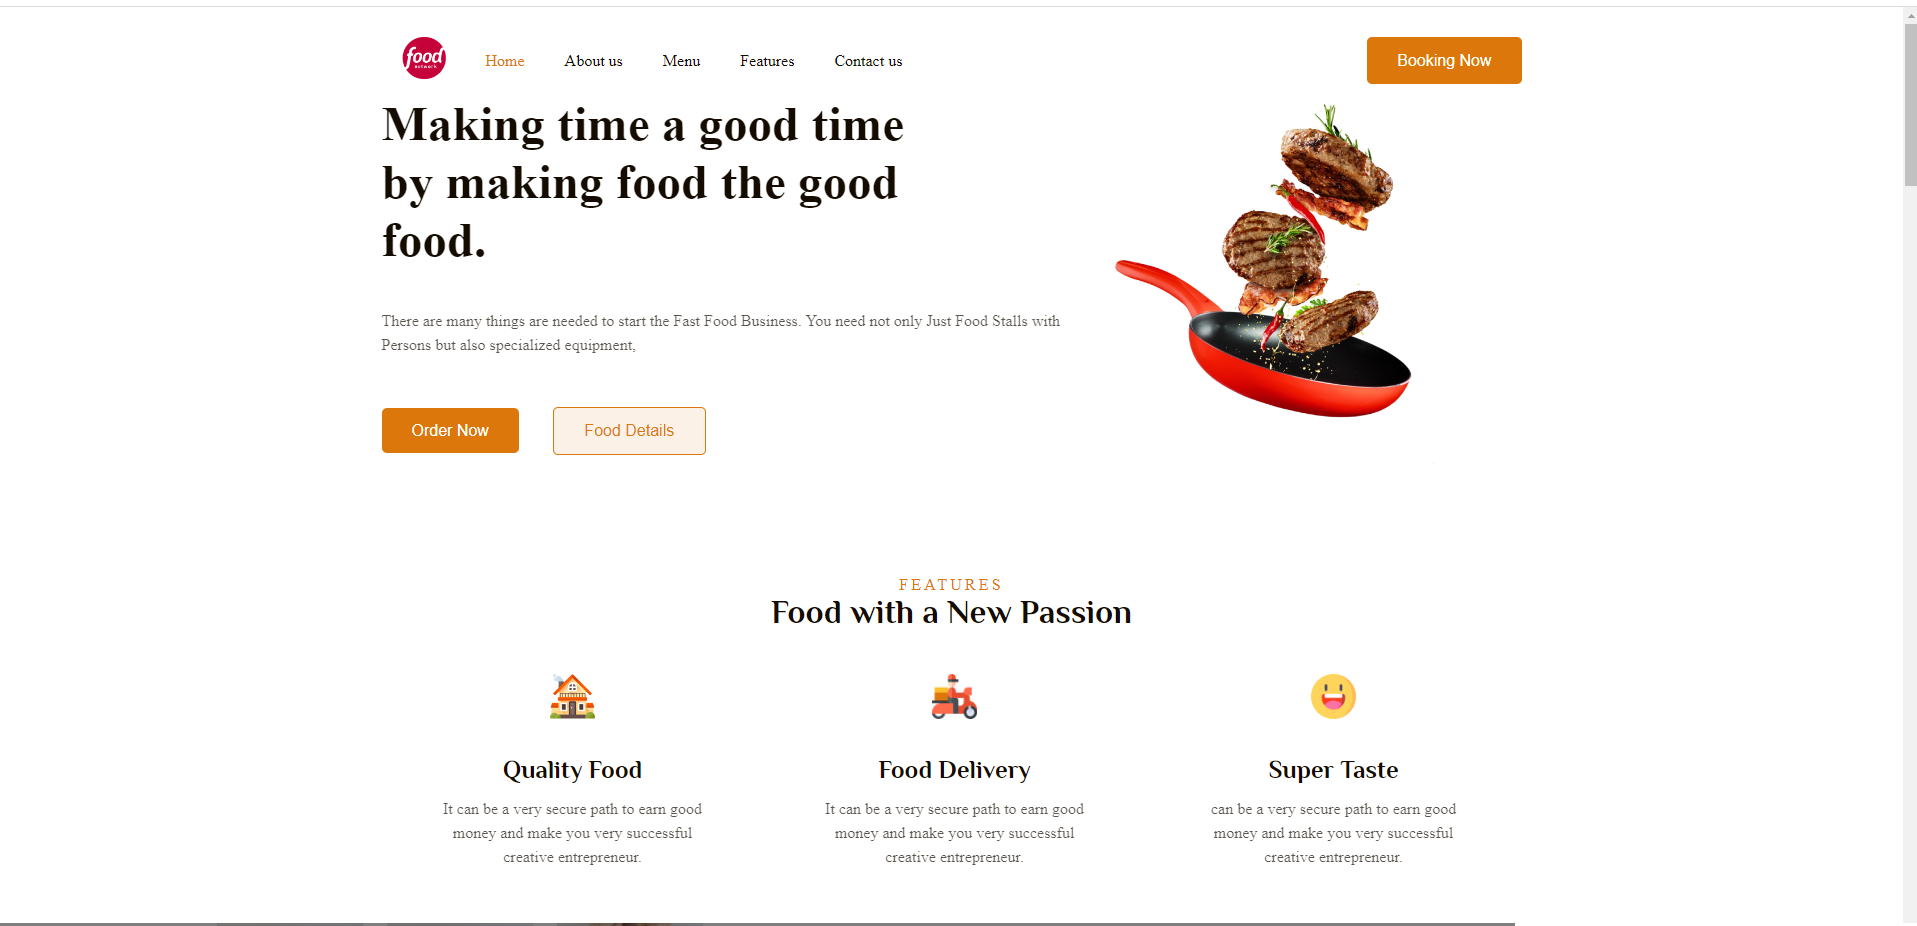 food
network
Home
About us
Menu
Features
Contact us
Booking Now
Making time a good time
by making food the good
food.
There are many things are needed to start the Fast Food Business. You need not only Just Food Stalls with
Persons but also specialized equipment,
Order Now
Food Details
FEATURES
Food with a New Passion
Quality Food
It can be a very secure path to earn good
money and make you very successful
creative entrepreneur.
Food Delivery
It can be a very secure path to earn good
money and make you very successful
creative entrepreneur.
Super Taste
can be a very secure path to earn good
money and make you very successful
creative entrepreneur.